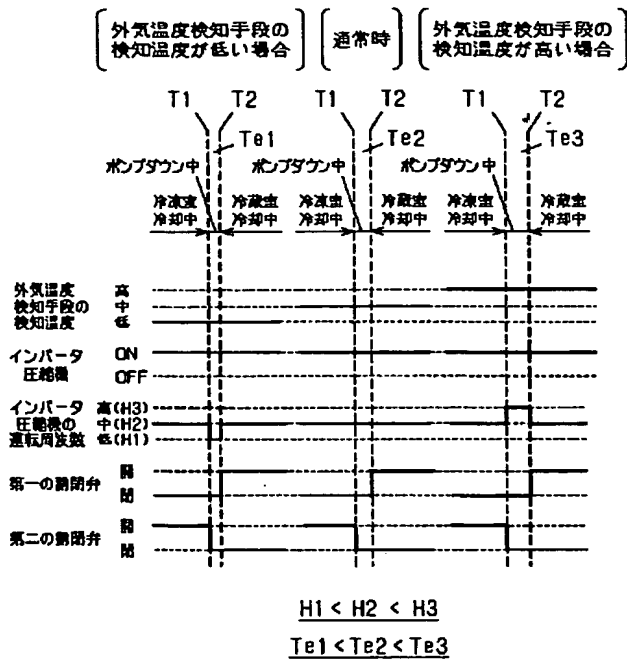 外気温度検知手段の
検知温度が低い場合
通常時
外気温度検知手段の
検知温度が高い場合
T1 T2 T1 T2 T1 T2
Te1 Te2 Te3
ポンプダウン中 ポンプダウン中 ポンプダウン中
冷凍室 冷蔵室 冷凍室 冷蔵室 冷凍室 冷蔵室
冷却中 冷却中 冷却中 冷却中 冷却中 冷却中
外気温度 高
検知手段の 中
検知温度 低
インバータ ON
圧縮機 OFF
インバータ 高(H3)
圧縮機の 中(H2)
運転周波数 低(H1)
開
第一の開閉弁
閉
開
第二の開閉弁
閉
H1 < H2 < H3
Te1 < Te2 < Te3